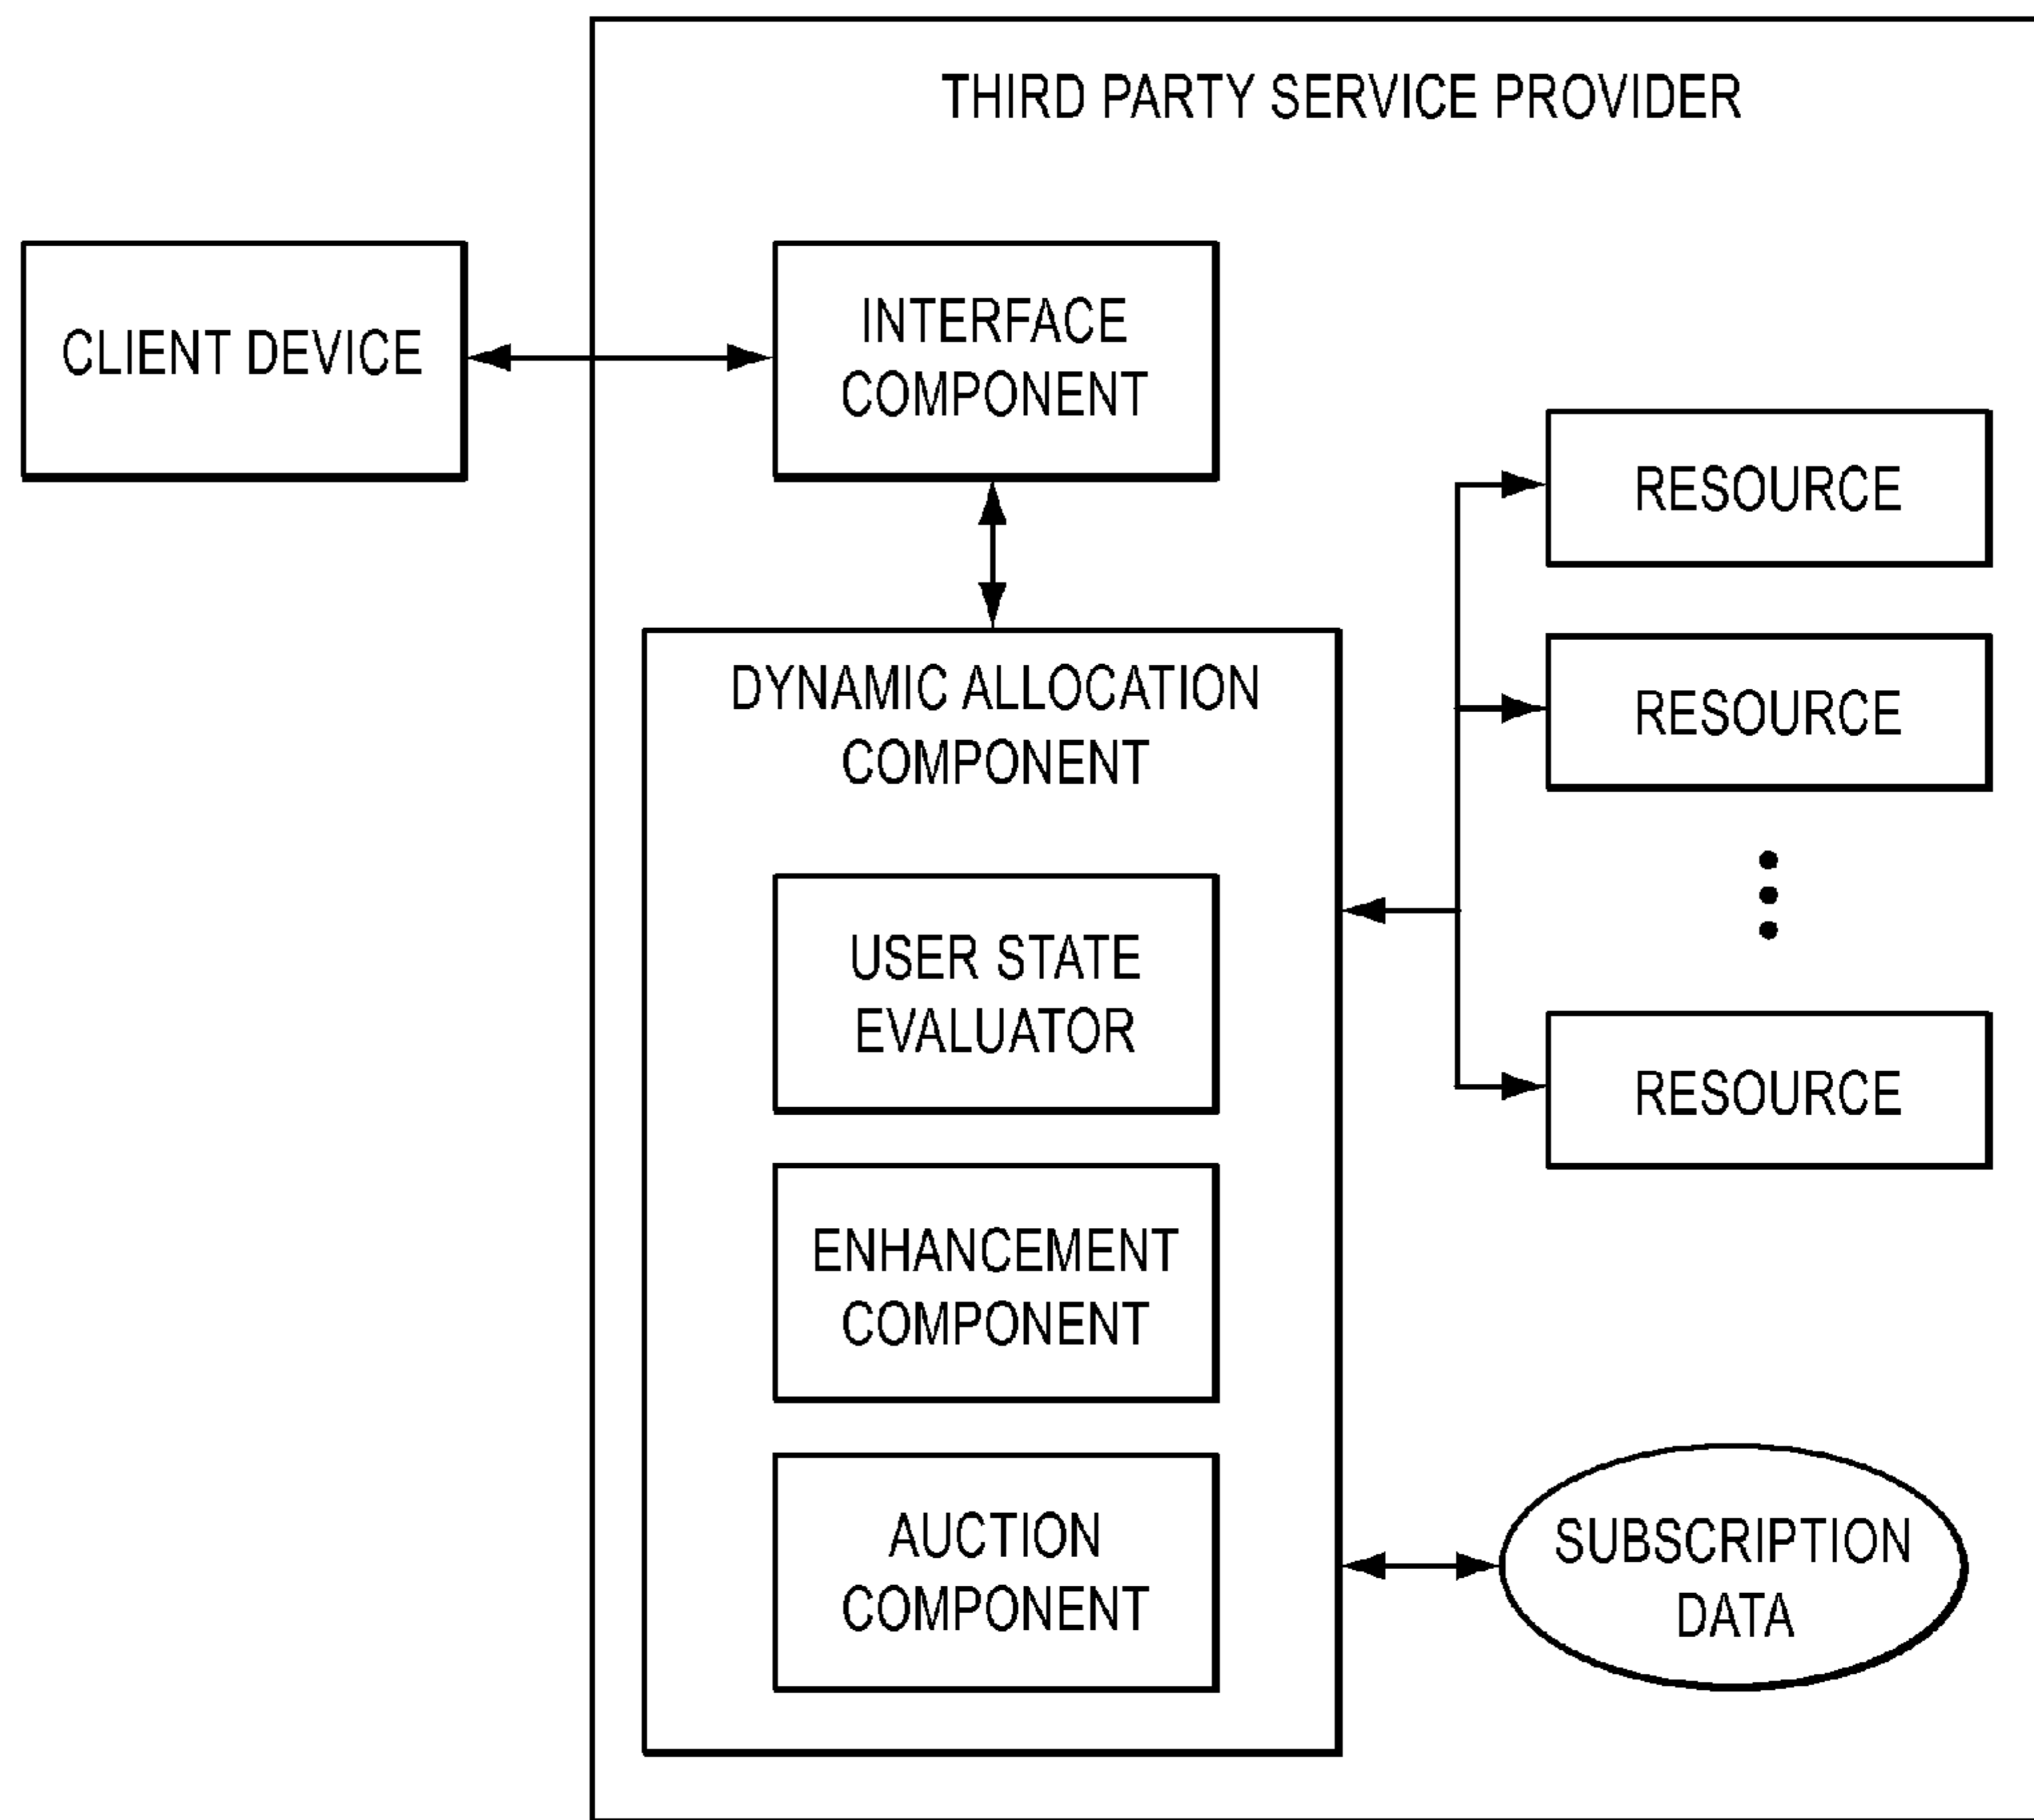 THIRD PARTY SERVICE PROVIDER
CLIENT DEVICE
INTERFACE
COMPONENT
DYNAMIC ALLOCATION
COMPONENT
USER STATE
EVALUATOR
ENHANCEMENT
COMPONENT
AUCTION
COMPONENT
RESOURCE
RESOURCE
RESOURCE
SUBSCRIPTION
DATA